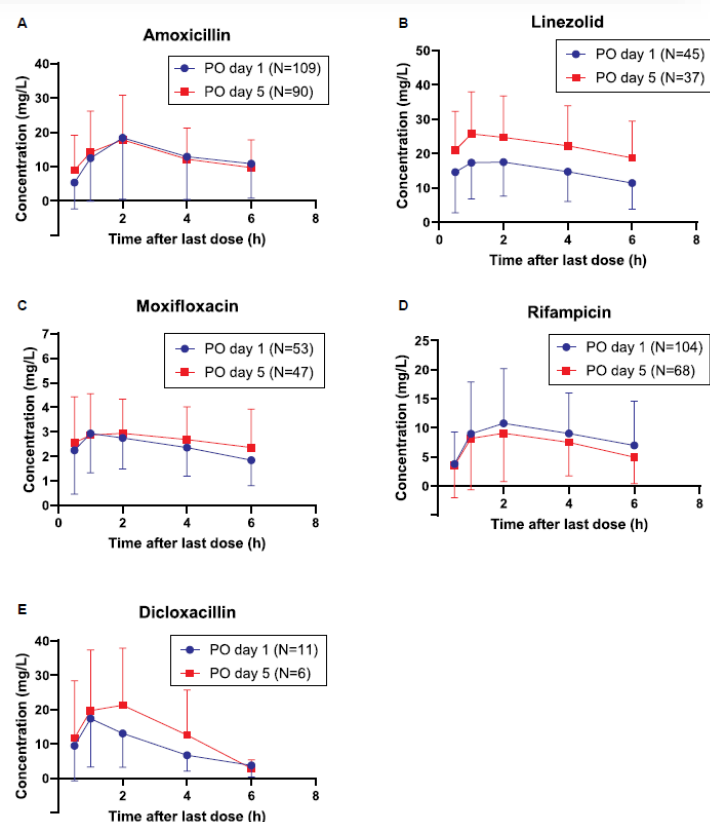 A
Amoxicillin
Concentration (mg/L)
40
30
20
10
0
2
4
6
8
Time after last dose (h)
PO day 1 (N=109)
PO day 5 (N=90)
B
Linezolid
Concentration (mg/L)
50
40
30
20
10
0
0
2
4
6
8
Time after last dose (h)
PO day 1 (N=45)
PO day 5 (N=37)
C
Moxifloxacin
Concentration (mg/L)
7
6
5
4
3
2
1
0
0
2
4
6
8
Time after last dose (h)
PO day 1 (N=53)
PO day 5 (N=47)
D
Rifampicin
Concentration (mg/L)
25
20
15
10
5
0
2
4
6
8
Time after last dose (h)
PO day 1 (N=104)
PO day 5 (N=68)
E
Dicloxacillin
Concentration (mg/L)
40
30
20
10
0
2
4
6
8
Time after last dose (h)
PO day 1 (N=11)
PO day 5 (N=6)